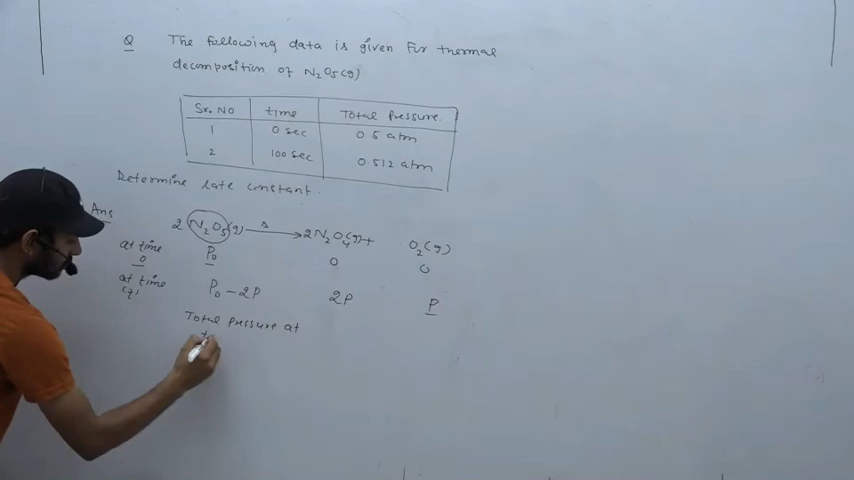 Q The following data is given for thermal
decomposition of N₂O₅(g)
Sr. NO time Total Pressure.
1 0 sec 0.5 atm
2 100 sec 0.512 atm
Determine rate constant.
Ans
2 N₂O₅(g) —Δ→ 2N₂O₄(g) + O₂(g)
at time 0 P₀ 0 0
at time P₀ - 2P 2P P
Total Pressure at